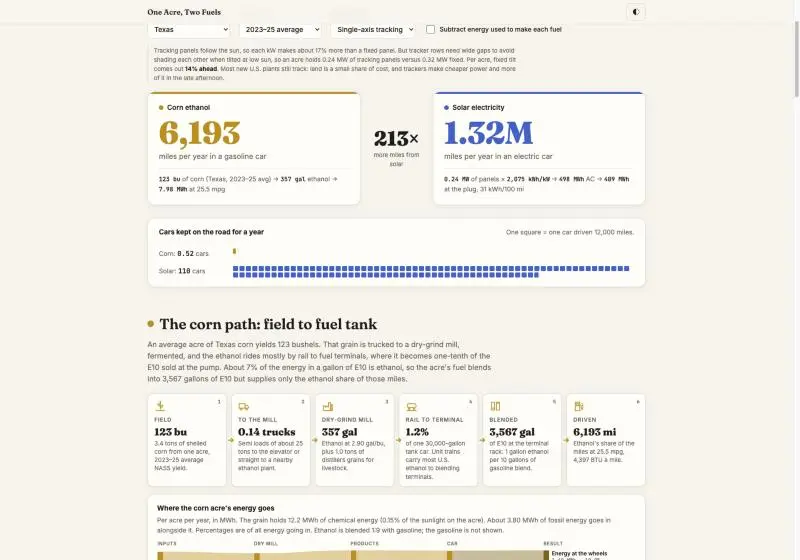 One Acre, Two Fuels
Texas
2023–25 average
Single-axis tracking
Subtract energy used to make each fuel
Tracking panels follow the sun, so each kW makes about 17% more than a fixed panel. But tracker rows need wide gaps to avoid
shading each other when tilted at low sun, so an acre holds 0.24 MW of tracking panels versus 0.32 MW fixed. Per acre, fixed tilt
comes out 14% ahead. Most new U.S. plants still track: land is a small share of cost, and trackers make cheaper power and more
of it in the late afternoon.
Corn ethanol
6,193
miles per year in a gasoline car
123 bu of corn (Texas, 2023–25 avg) → 357 gal ethanol →
7.98 MWh at 25.5 mpg
213×
more miles from
solar
Solar electricity
1.32M
miles per year in an electric car
0.24 MW of panels × 2,075 kWh/kW → 498 MWh AC → 409 MWh
at the plug, 31 kWh/100 mi
Cars kept on the road for a year
One square = one car driven 12,000 miles.
Corn: 0.52 cars
Solar: 110 cars
The corn path: field to fuel tank
An average acre of Texas corn yields 123 bushels. That grain is trucked to a dry-grind mill,
fermented, and the ethanol rides mostly by rail to fuel terminals, where it becomes one-tenth of the
E10 sold at the pump. About 7% of the energy in a gallon of E10 is ethanol, so the acre's fuel blends
into 3,567 gallons of E10 but supplies only the ethanol share of those miles.
1
FIELD
123 bu
3.4 tons of shelled
corn from one acre,
2023–25 average
NASS yield.
2
TO THE MILL
0.14 trucks
Semi loads of about 25
tons to the elevator or
straight to a nearby
ethanol plant.
3
DRY-GRIND MILL
357 gal
Ethanol at 2.90 gal/bu,
plus 1.0 tons of
distillers grains for
livestock.
4
RAIL TO TERMINAL
1.2%
of one 30,000-gallon
tank car. Unit trains
carry most U.S.
ethanol to blending
terminals.
5
BLENDED
3,567 gal
of E10 at the terminal
rack: 1 gallon ethanol
per 10 gallons of
gasoline blend.
6
DRIVEN
6,193 mi
Ethanol's share of the
miles at 25.5 mpg,
4,397 BTU a mile.
Where the corn acre's energy goes
Per acre per year, in MWh. The grain holds 12.2 MWh of chemical energy (0.15% of the sunlight on the acre). About 3.80 MWh of fossil energy goes in
alongside it. Percentages are of all energy going in. Ethanol is blended 1:9 with gasoline; the gasoline is not shown.
INPUTS
DRY MILL
PRODUCTS
CAR
RESULT
Energy at the wheels